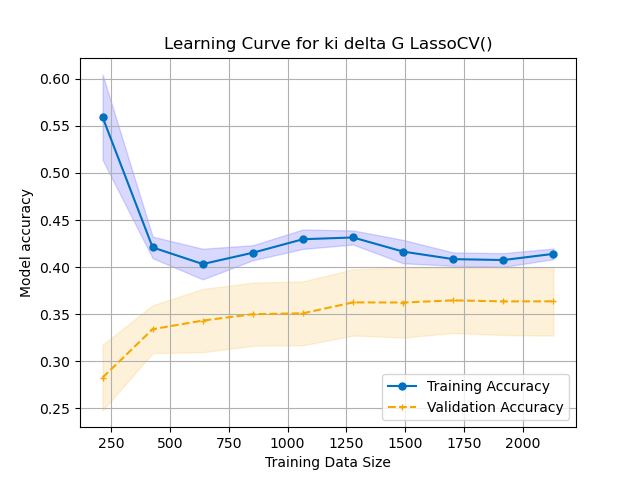 Learning Curve for ki delta G LassoCV()
Model accuracy
0.60
0.55
0.50
0.45
0.40
0.35
0.30
0.25
Training Accuracy
Validation Accuracy
250 500 750 1000 1250 1500 1750 2000
Training Data Size